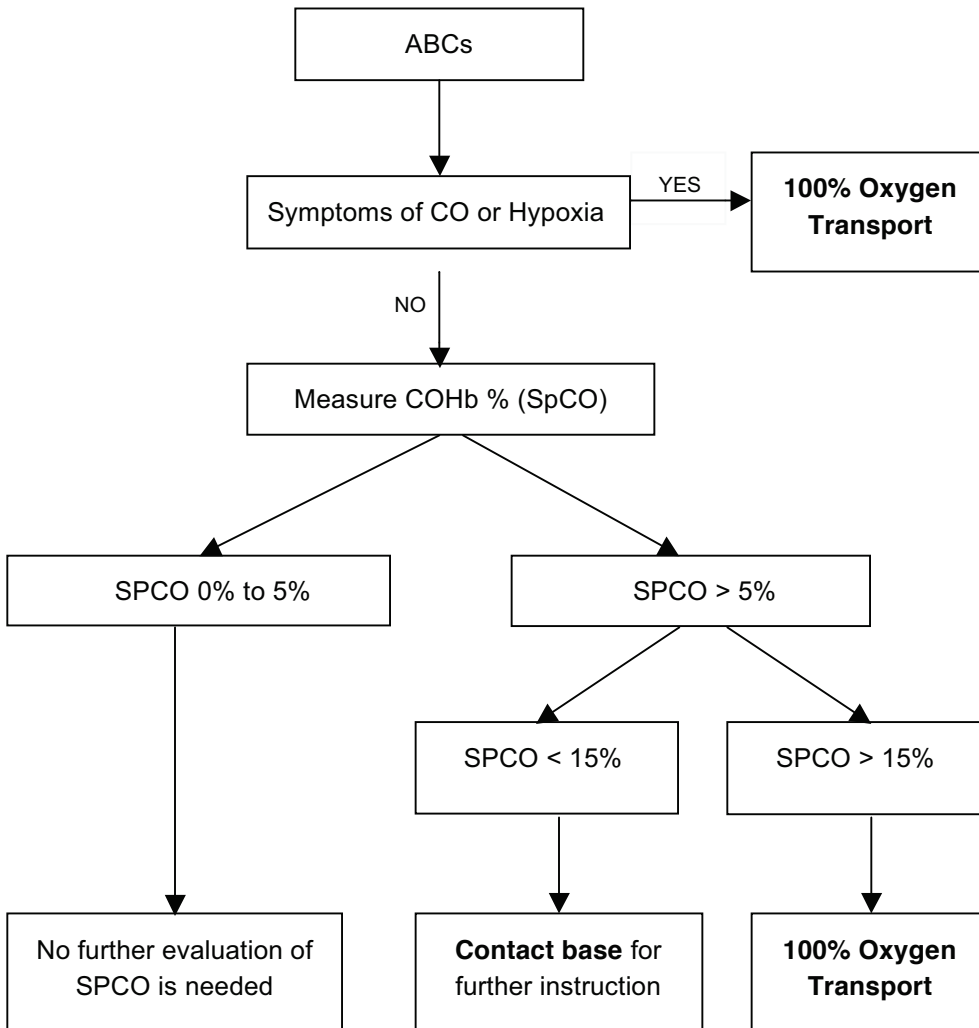 ABCs
Symptoms of CO or Hypoxia
YES
100% Oxygen
Transport
NO
Measure COHb % (SpCO)
SPCO 0% to 5%
SPCO > 5%
SPCO < 15%
SPCO > 15%
No further evaluation of
SPCO is needed
Contact base for
further instruction
100% Oxygen
Transport